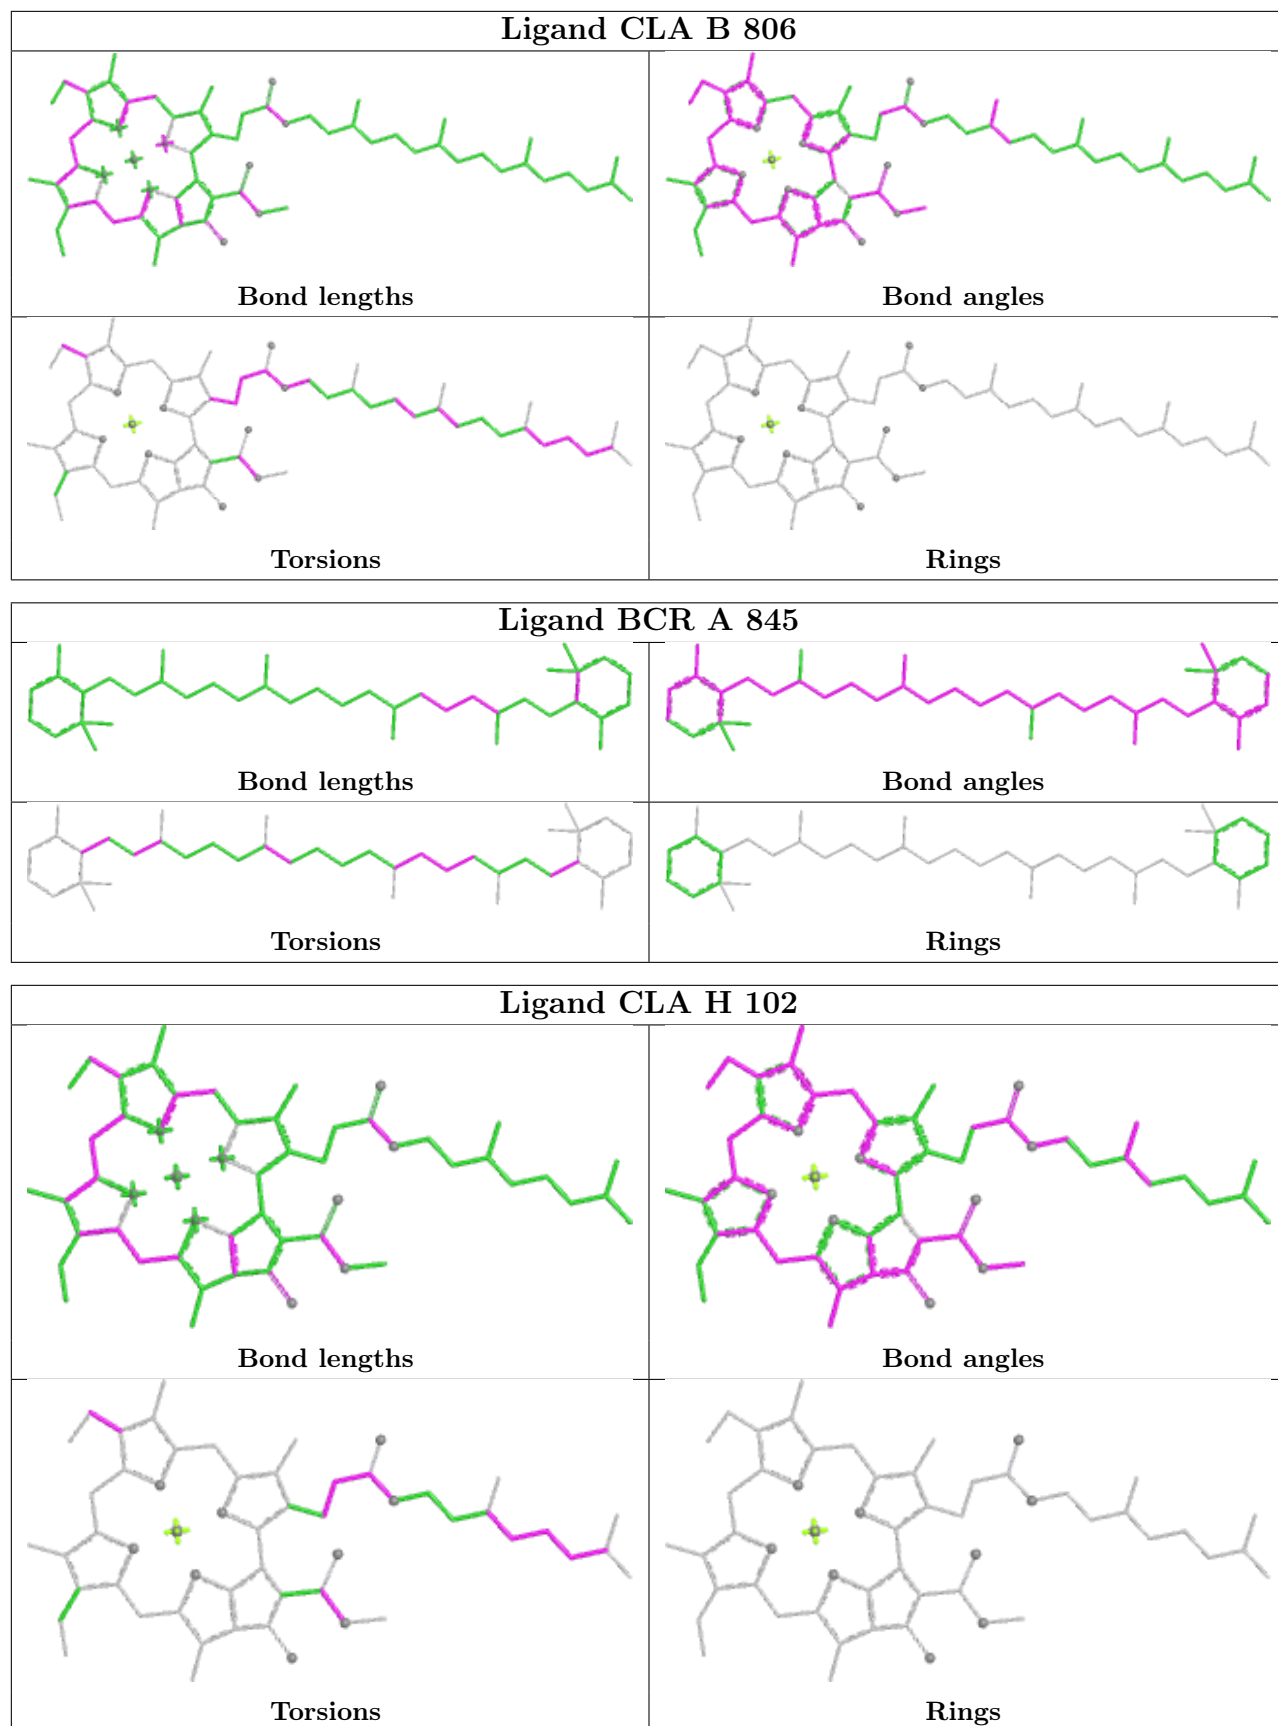 Ligand CLA B 806
Bond lengths
Bond angles
Torsions
Rings
Ligand BCR A 845
Bond lengths
Bond angles
Torsions
Rings
Ligand CLA H 102
Bond lengths
Bond angles
Torsions
Rings